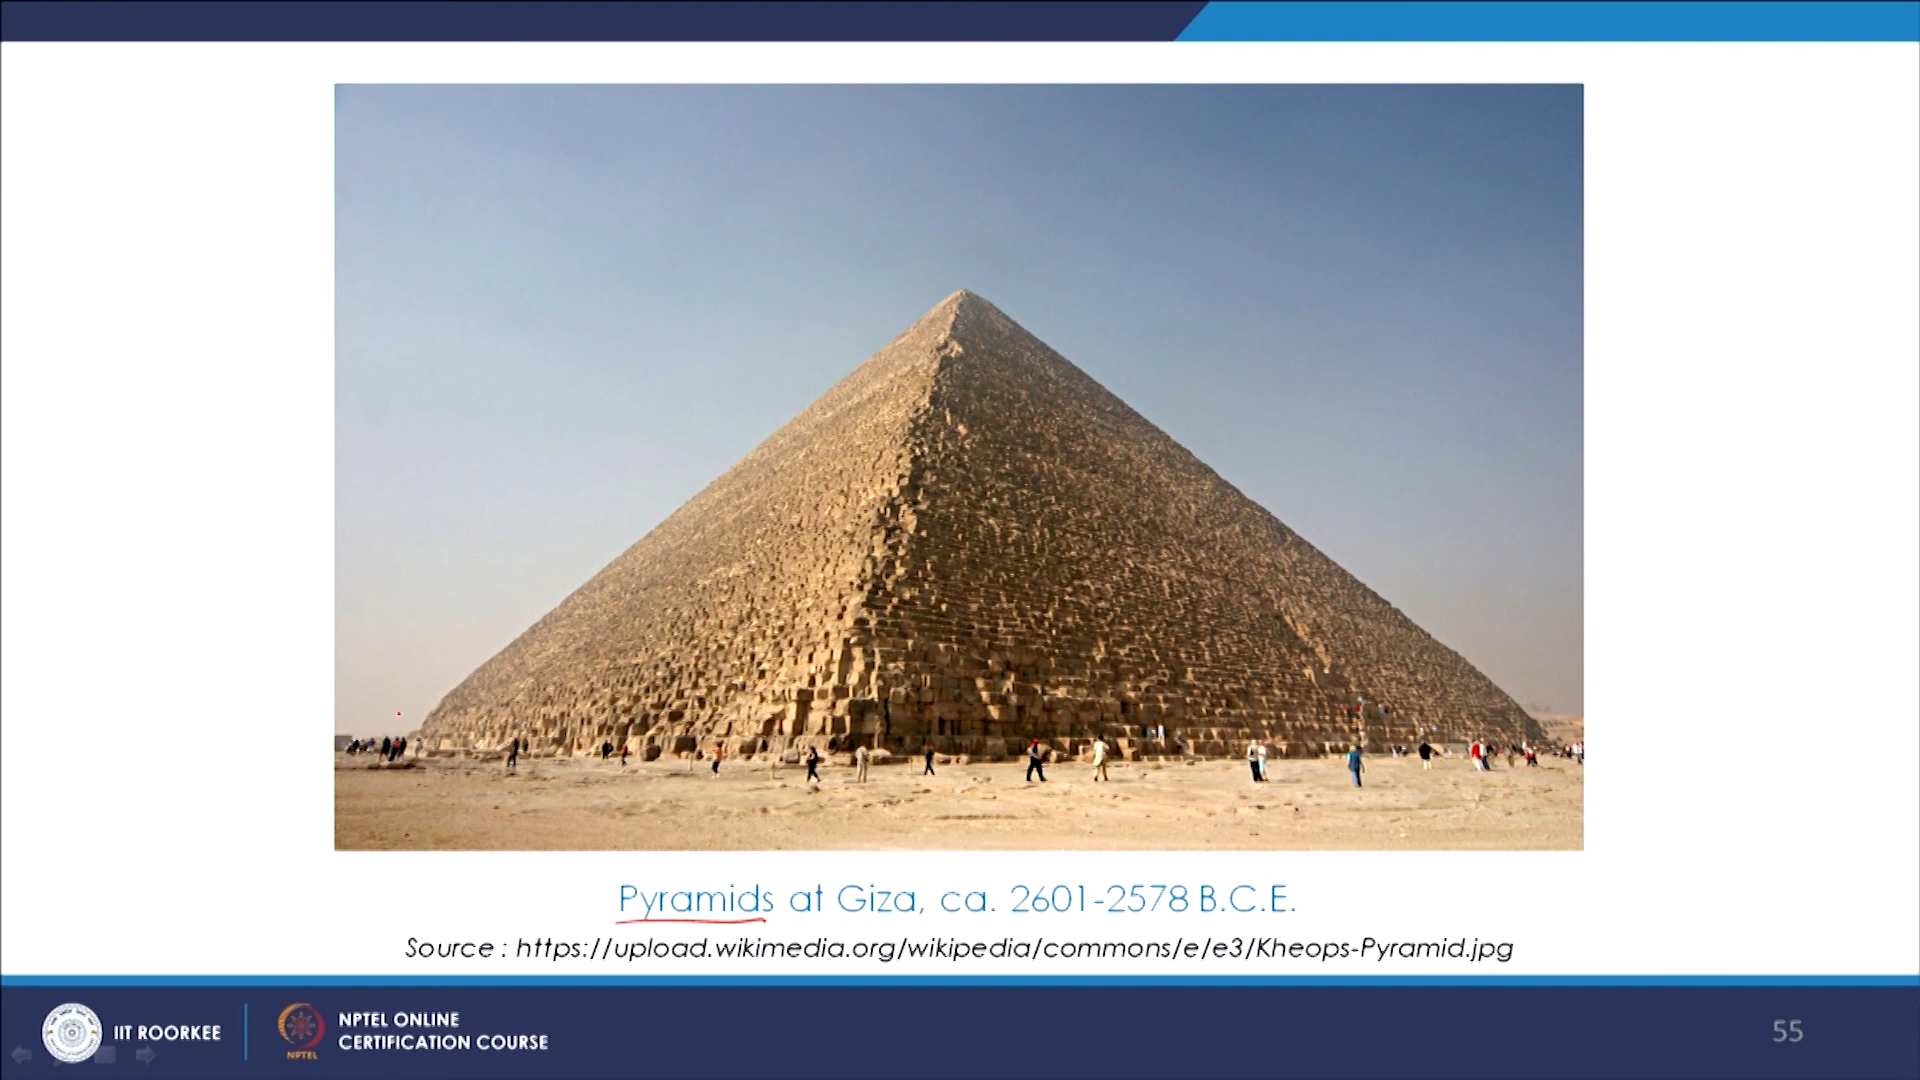 Pyramids at Giza, ca. 2601-2578 B.C.E.
Source : https://upload.wikimedia.org/wikipedia/commons/e/e3/Kheops-Pyramid.jpg
IIT ROORKEE
NPTEL
NPTEL ONLINE
CERTIFICATION COURSE
55